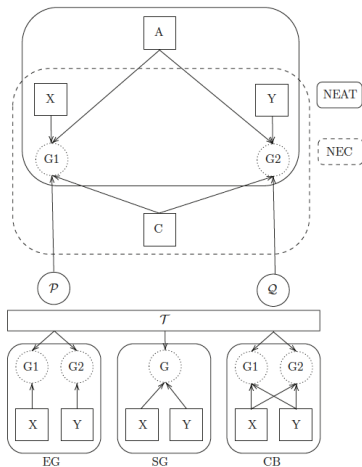 A
X Y
NEAT
G1 G2
NEC
C
𝒫 𝒬
𝒯
G1 G2 G G1 G2
X Y X Y X Y
EG SG CB